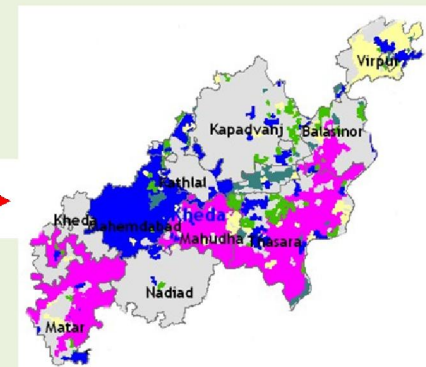 Virpur
Kapadvanj
Balasinor
Kathlal
Kheda
Mahemdabad
Kheda
Mahudha
Thasara
Nadiad
Matar